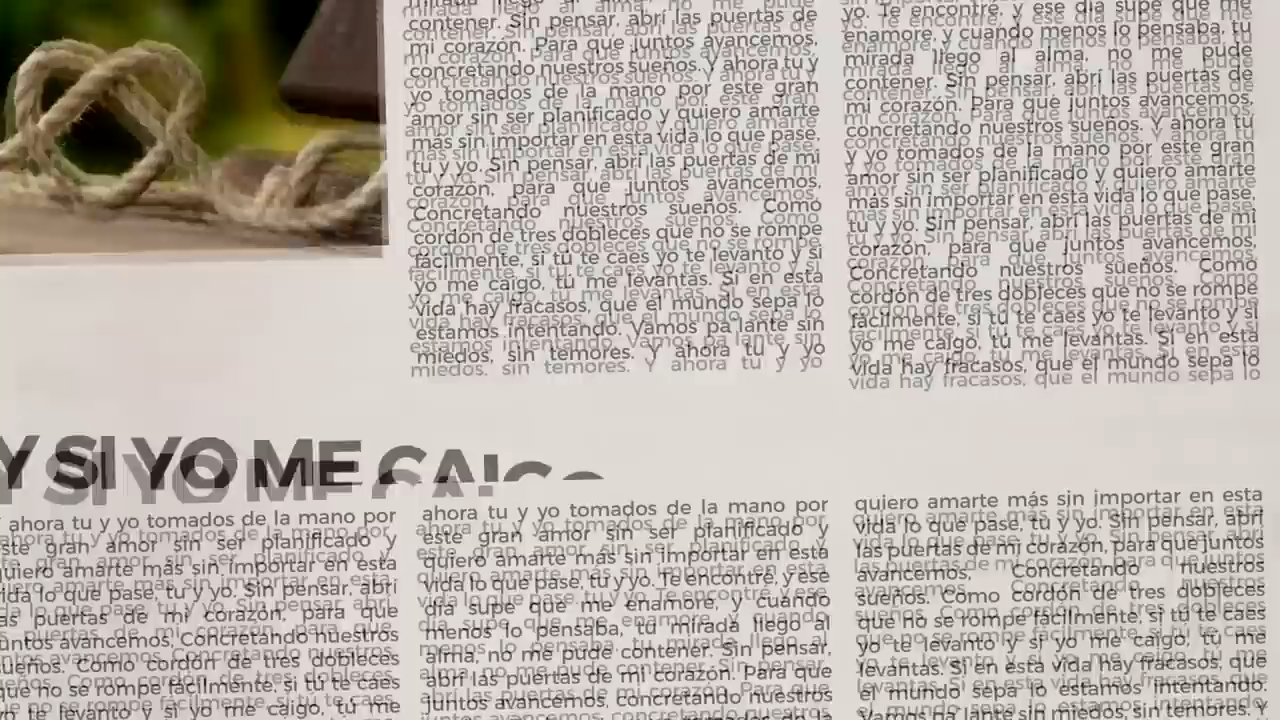 mirada llego al alma, no me pude
contener. Sin pensar, abrí las puertas de
mi corazón. Para que juntos avancemos,
concretando nuestros sueños. Y ahora tu y
yo tomados de la mano por este gran
amor sin ser planificado y quiero amarte
mas sin importar en esta vida lo que pase,
tu y yo. Sin pensar, abrí las puertas de mi
corazón, para que juntos avancemos.
Concretando nuestros sueños. Como
cordón de tres dobleces que no se rompe
fácilmente, si tú te caes yo te levanto y si
yo me caigo, tú me levantas. Si en esta
vida hay fracasos, que el mundo sepa lo
estamos intentando. Vamos pa lante sin
miedos, sin temores. Y ahora tu y yo
yo. Te encontré, y ese día supe que me
enamore, y cuando menos lo pensaba, tu
mirada llego al alma, no me pude
contener. Sin pensar, abrí las puertas de
mi corazón. Para que juntos avancemos,
concretando nuestros sueños. Y ahora tu
y yo tomados de la mano por este gran
amor sin ser planificado y quiero amarte
más sin importar en esta vida lo que pase,
tu y yo. Sin pensar, abrí las puertas de mi
corazón, para que juntos avancemos.
Concretando nuestros sueños. Como
cordón de tres dobleces que no se rompe
fácilmente, si tú te caes yo te levanto y si
yo me caigo, tú me levantas. Si en esta
vida hay fracasos, que el mundo sepa lo
Y SI YO ME CAIGO
ahora tu y yo tomados de la mano por
este gran amor sin ser planificado y
quiero amarte más sin importar en esta
vida lo que pase, tu y yo. Sin pensar, abrí
las puertas de mi corazón, para que
juntos avancemos. Concretando nuestros
sueños. Como cordón de tres dobleces
que no se rompe fácilmente, si tú te caes
yo te levanto y si yo me caigo, tú me
ahora tu y yo tomados de la mano por
este gran amor sin ser planificado y
quiero amarte más sin importar en esta
vida lo que pase, tu y yo. Te encontré, y ese
día supe que me enamore, y cuando
menos lo pensaba, tu mirada llego al
alma, no me pude contener. Sin pensar,
abrí las puertas de mi corazón. Para que
juntos avancemos, concretando nuestros
quiero amarte más sin importar en esta
vida lo que pase, tu y yo. Sin pensar, abrí
las puertas de mi corazón, para que juntos
avancemos. Concretando nuestros
sueños. Como cordón de tres dobleces
que no se rompe fácilmente, si tú te caes
yo te levanto y si yo me caigo, tú me
levantas. Si en esta vida hay fracasos, que
el mundo sepa lo estamos intentando.
Vamos pa lante sin miedos, sin temores. Y